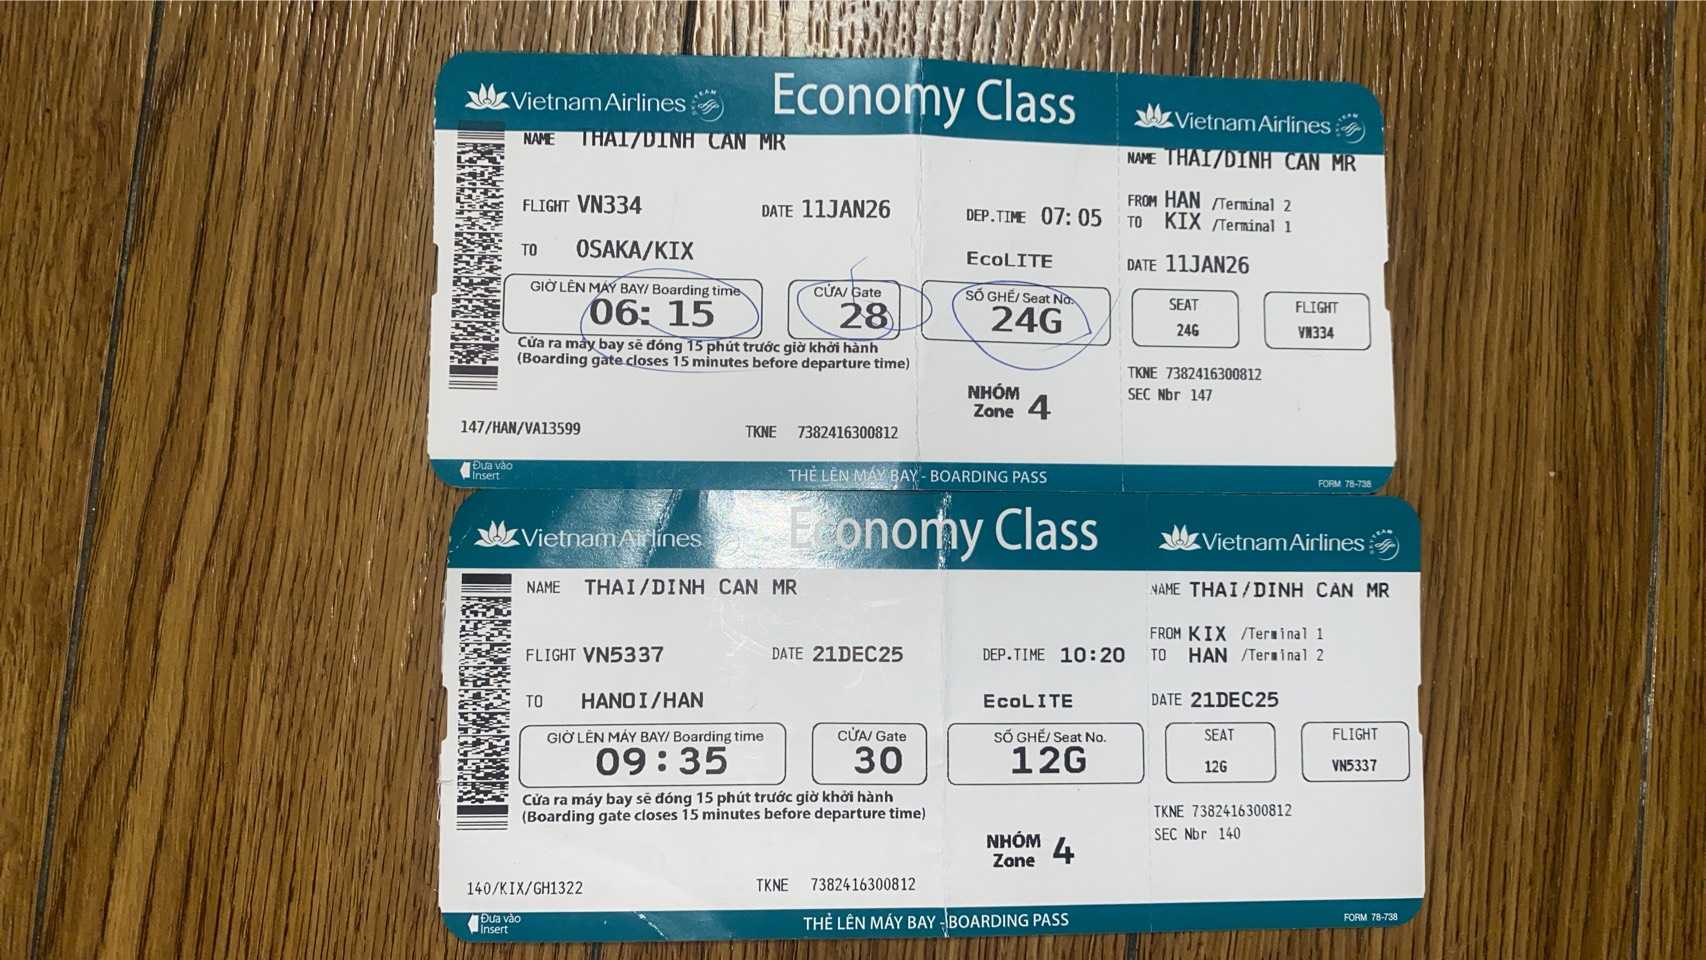 Vietnam Airlines
Economy Class
Vietnam Airlines
NAME THAI/DINH CAN MR
NAME THAI/DINH CAN MR
FLIGHT VN334
DATE 11JAN26
DEP.TIME 07:05
FROM HAN /Terminal 2
TO KIX /Terminal 1
TO OSAKA/KIX
EcoLITE
DATE 11JAN26
GIỜ LÊN MÁY BAY/ Boarding time
06:15
CỬA/ Gate
28
SỐ GHẾ/ Seat No.
24G
SEAT
24G
FLIGHT
VN334
Cửa ra máy bay sẽ đóng 15 phút trước giờ khởi hành
(Boarding gate closes 15 minutes before departure time)
NHÓM
Zone 4
TKNE 7382416300812
SEC Nbr 147
147/HAN/VA13599
TKNE 7382416300812
Đưa vào
Insert
THẺ LÊN MÁY BAY - BOARDING PASS
FORM 78-738
Vietnam Airlines
Economy Class
Vietnam Airlines
NAME THAI/DINH CAN MR
NAME THAI/DINH CAN MR
FLIGHT VN5337
DATE 21DEC25
DEP.TIME 10:20
FROM KIX /Terminal 1
TO HAN /Terminal 2
TO HANOI/HAN
EcoLITE
DATE 21DEC25
GIỜ LÊN MÁY BAY/ Boarding time
09:35
CỬA/ Gate
30
SỐ GHẾ/ Seat No.
12G
SEAT
12G
FLIGHT
VN5337
Cửa ra máy bay sẽ đóng 15 phút trước giờ khởi hành
(Boarding gate closes 15 minutes before departure time)
NHÓM
Zone 4
TKNE 7382416300812
SEC Nbr 140
140/KIX/GH1322
TKNE 7382416300812
Đưa vào
Insert
THẺ LÊN MÁY BAY - BOARDING PASS
FORM 78-738